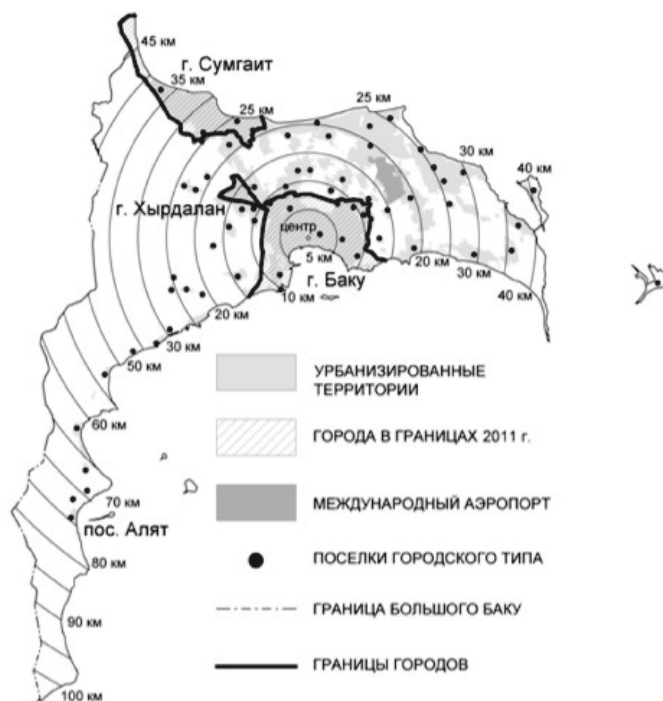 45 км
г. Сумгаит
35 км
25 км
25 км
30 км
40 км
г. Хырдалан
центр
5 км
г. Баку
10 км
20 км
30 км
40 км
20 км
30 км
50 км
60 км
70 км
пос. Алят
80 км
90 км
100 км
УРБАНИЗИРОВАННЫЕ
ТЕРРИТОРИИ
ГОРОДА В ГРАНИЦАХ 2011 г.
МЕЖДУНАРОДНЫЙ АЭРОПОРТ
ПОСЕЛКИ ГОРОДСКОГО ТИПА
ГРАНИЦА БОЛЬШОГО БАКУ
ГРАНИЦЫ ГОРОДОВ